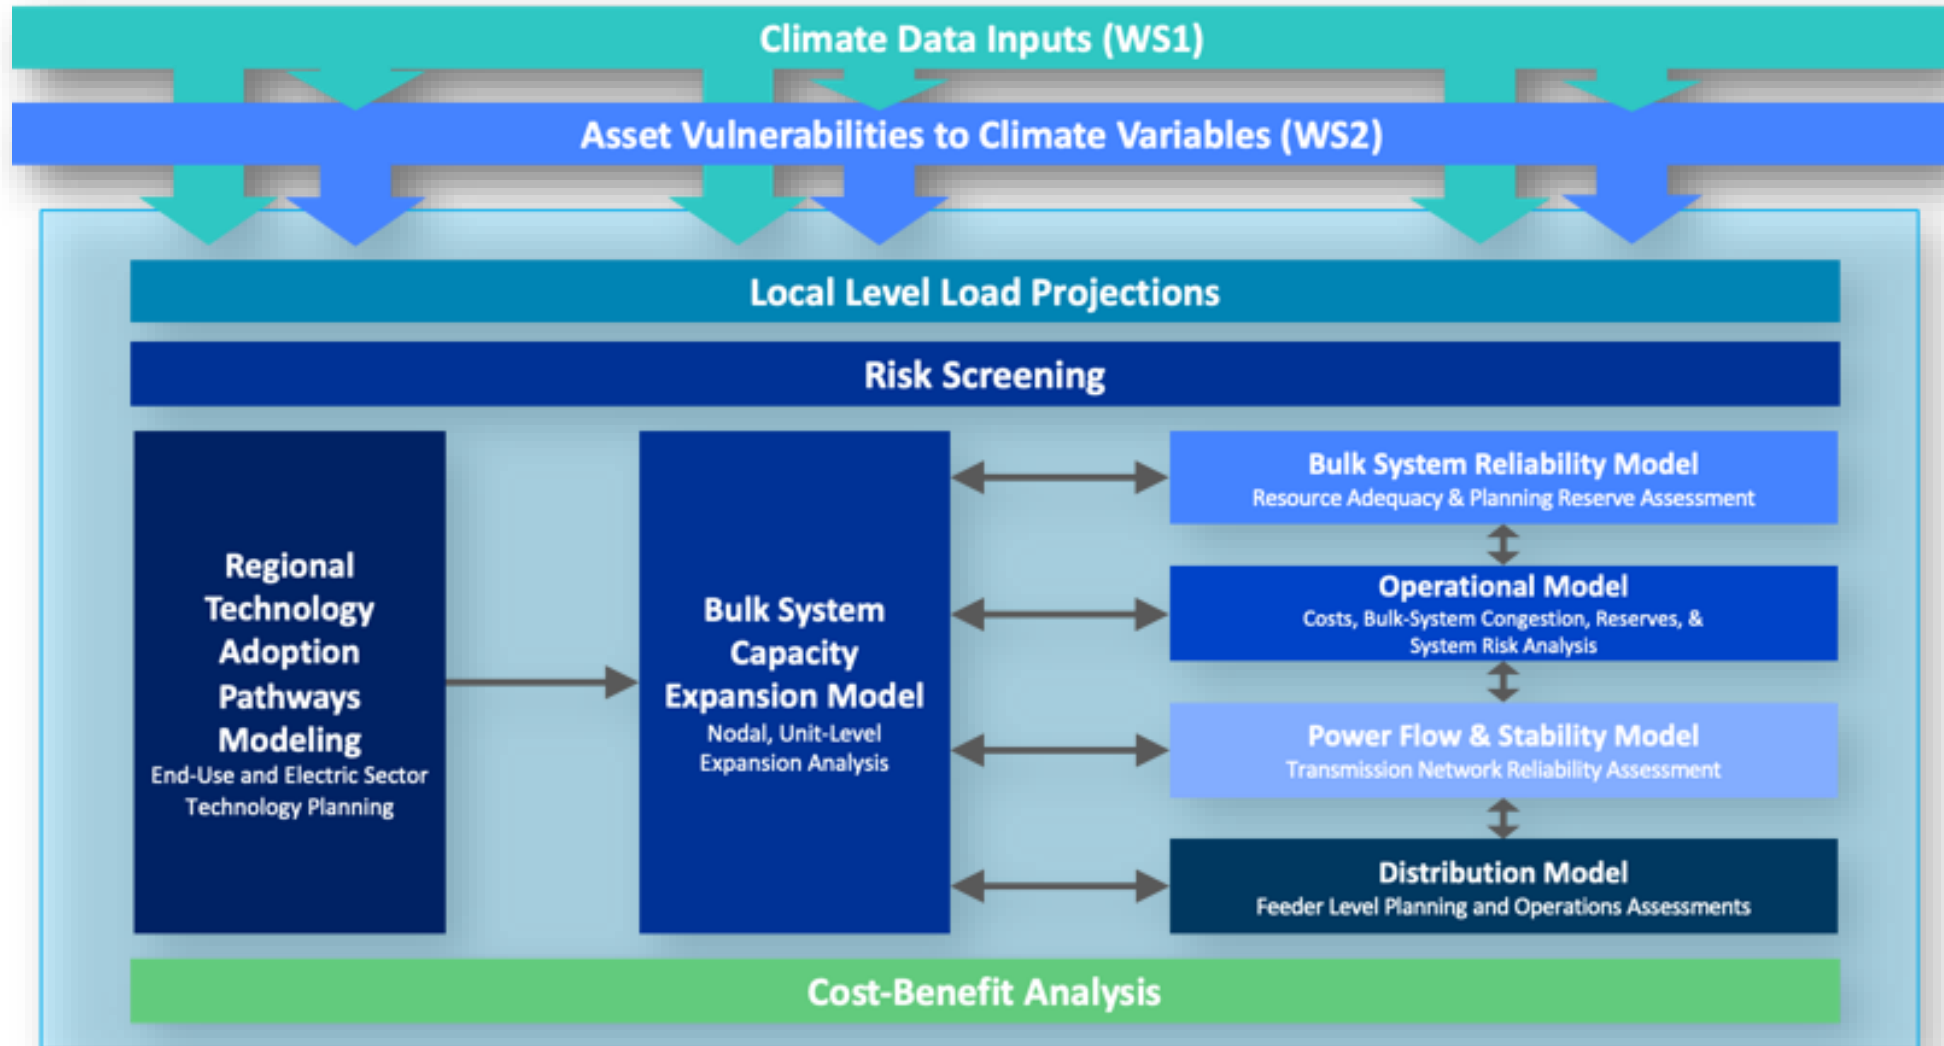 Climate Data Inputs (WS1)
Asset Vulnerabilities to Climate Variables (WS2)
Local Level Load Projections
Risk Screening
Regional
Technology
Adoption
Pathways
Modeling
End-Use and Electric Sector
Technology Planning
Bulk System
Capacity
Expansion Model
Nodal, Unit-Level
Expansion Analysis
Bulk System Reliability Model
Resource Adequacy & Planning Reserve Assessment
Operational Model
Costs, Bulk-System Congestion, Reserves, &
System Risk Analysis
Power Flow & Stability Model
Transmission Network Reliability Assessment
Distribution Model
Feeder Level Planning and Operations Assessments
Cost-Benefit Analysis